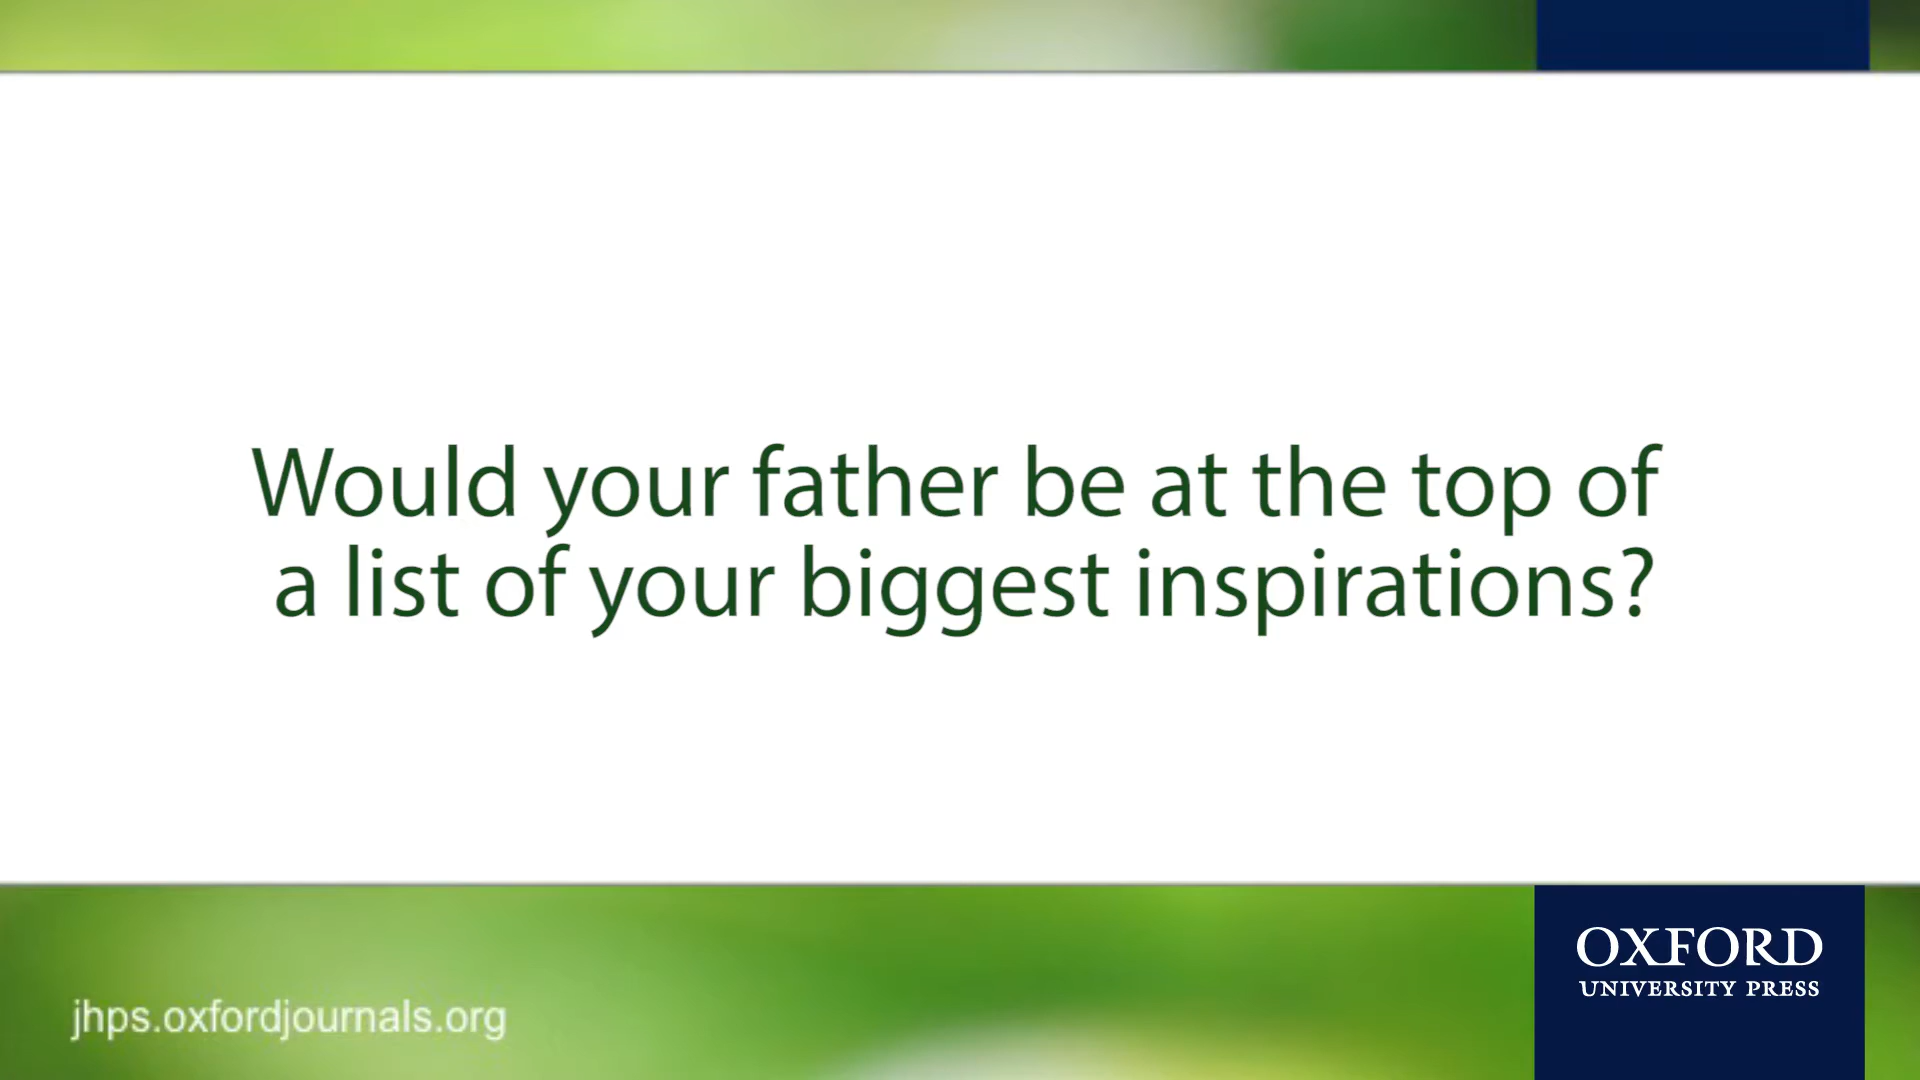 Would your father be at the top of
a list of your biggest inspirations?
jhps.oxfordjournals.org
OXFORD
UNIVERSITY PRESS